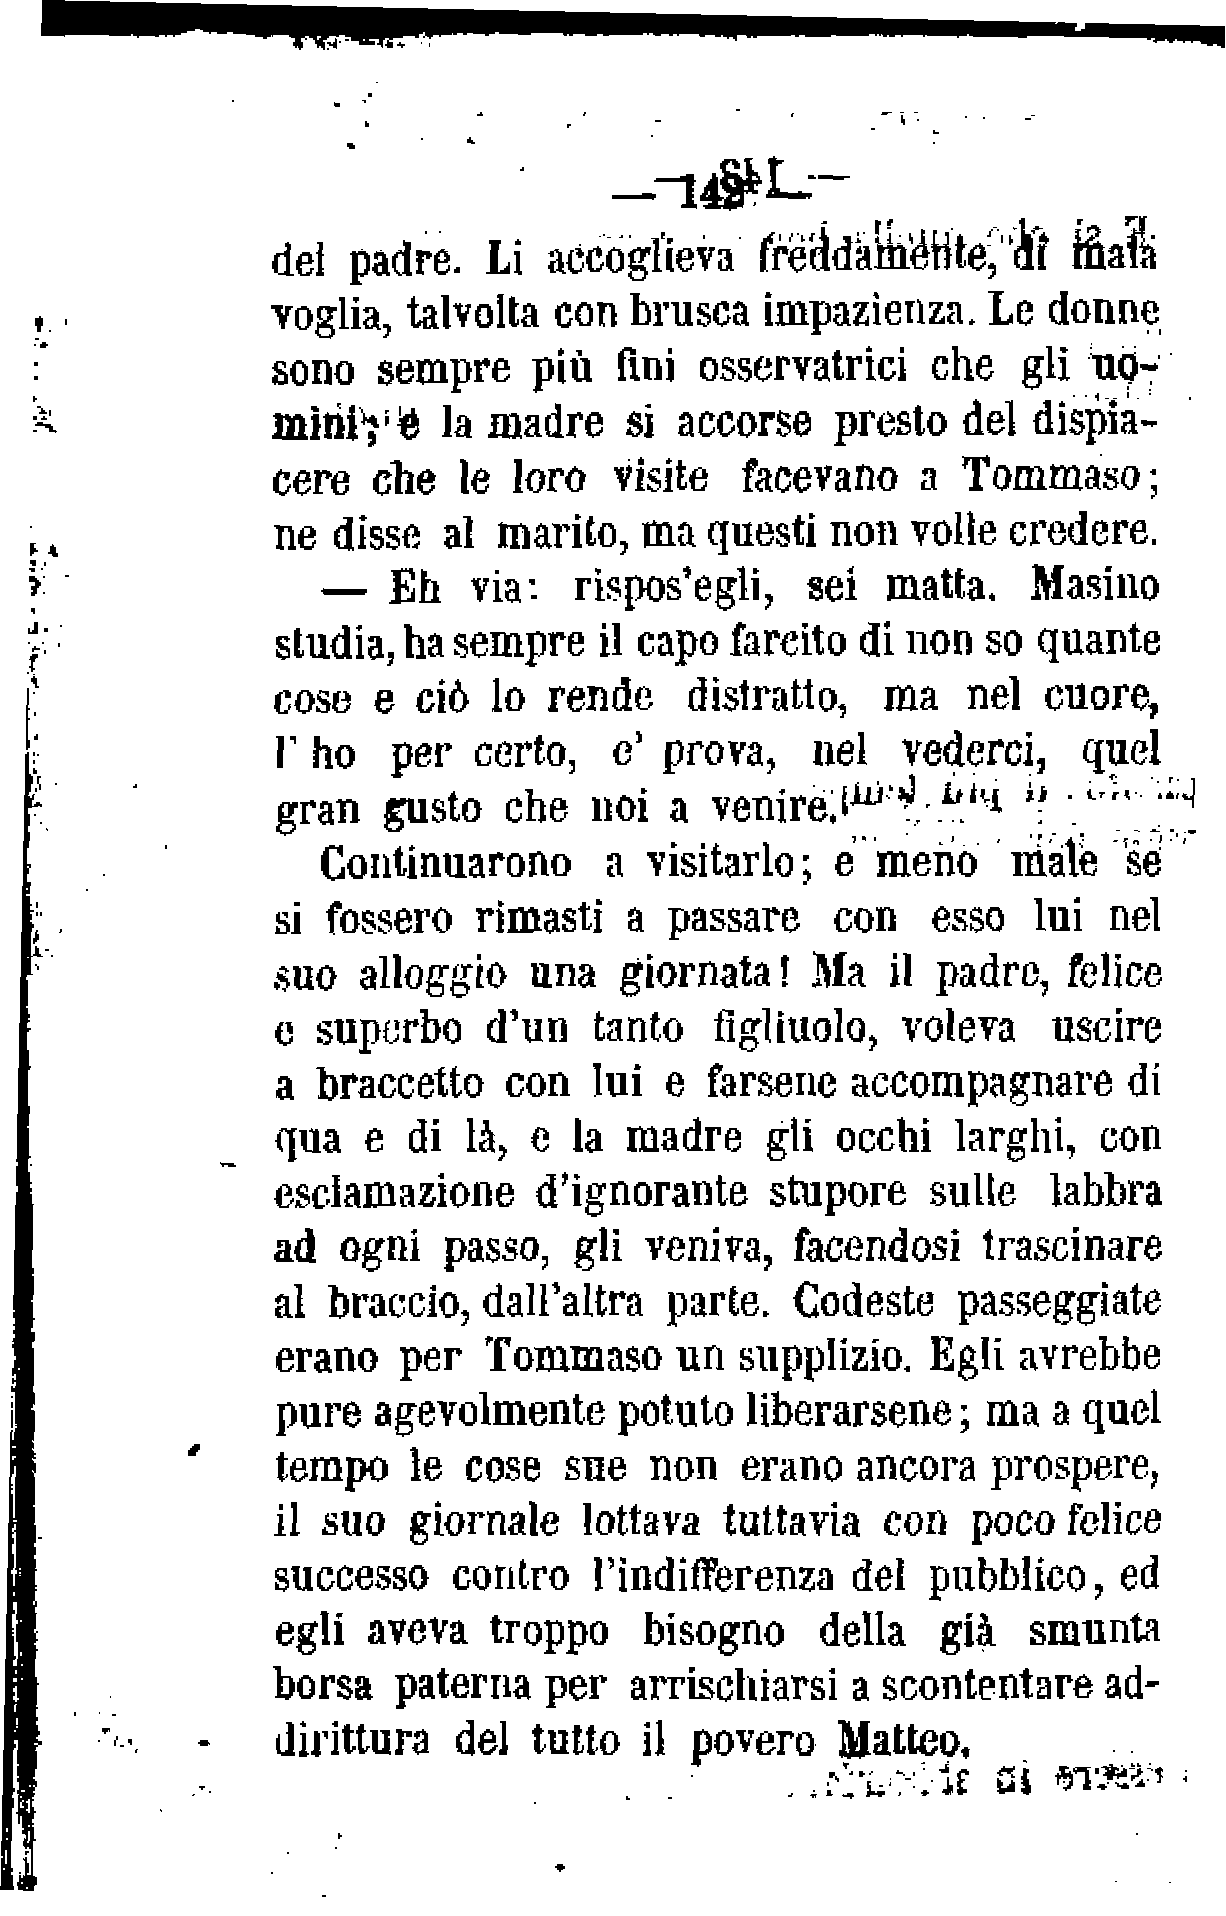 — 142 —
del padre. Li accoglieva freddamente, di mala
voglia, talvolta con brusca impazienza. Le donne
sono sempre più fini osservatrici che gli uo-
mini; e la madre si accorse presto del dispia-
cere che le loro visite facevano a Tommaso;
ne disse al marito, ma questi non volle credere.
— Eh via: rispos'egli, sei matta. Masino
studia, ha sempre il capo farcito di non so quante
cose e ciò lo rende distratto, ma nel cuore,
l'ho per certo, e' prova, nel vederci, quel
gran gusto che noi a venire.
Continuarono a visitarlo; e meno male se
si fossero rimasti a passare con esso lui nel
suo alloggio una giornata! Ma il padre, felice
e superbo d'un tanto figliuolo, voleva uscire
a braccetto con lui e farsene accompagnare di
qua e di là, e la madre gli occhi larghi, con
esclamazione d'ignorante stupore sulle labbra
ad ogni passo, gli veniva, facendosi trascinare
al braccio, dall'altra parte. Codeste passeggiate
erano per Tommaso un supplizio. Egli avrebbe
pure agevolmente potuto liberarsene; ma a quel
tempo le cose sue non erano ancora prospere,
il suo giornale lottava tuttavia con poco felice
successo contro l'indifferenza del pubblico, ed
egli aveva troppo bisogno della già smunta
borsa paterna per arrischiarsi a scontentare ad-
dirittura del tutto il povero Matteo.